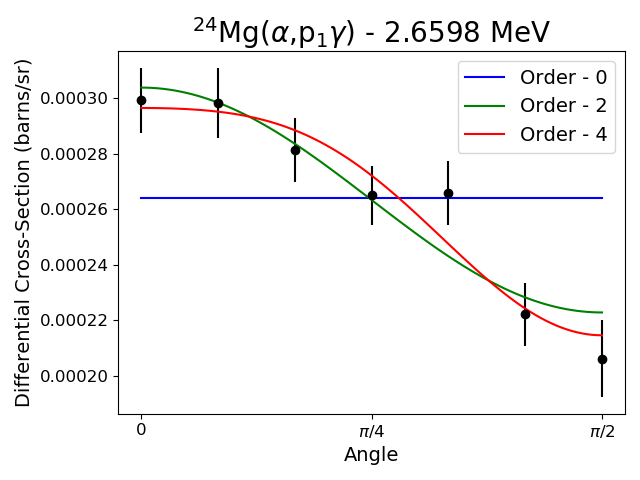 ²⁴Mg(α,p₁γ) - 2.6598 MeV
Differential Cross-Section (barns/sr)
0.00030
0.00028
0.00026
0.00024
0.00022
0.00020
Order - 0
Order - 2
Order - 4
0
π/4
π/2
Angle